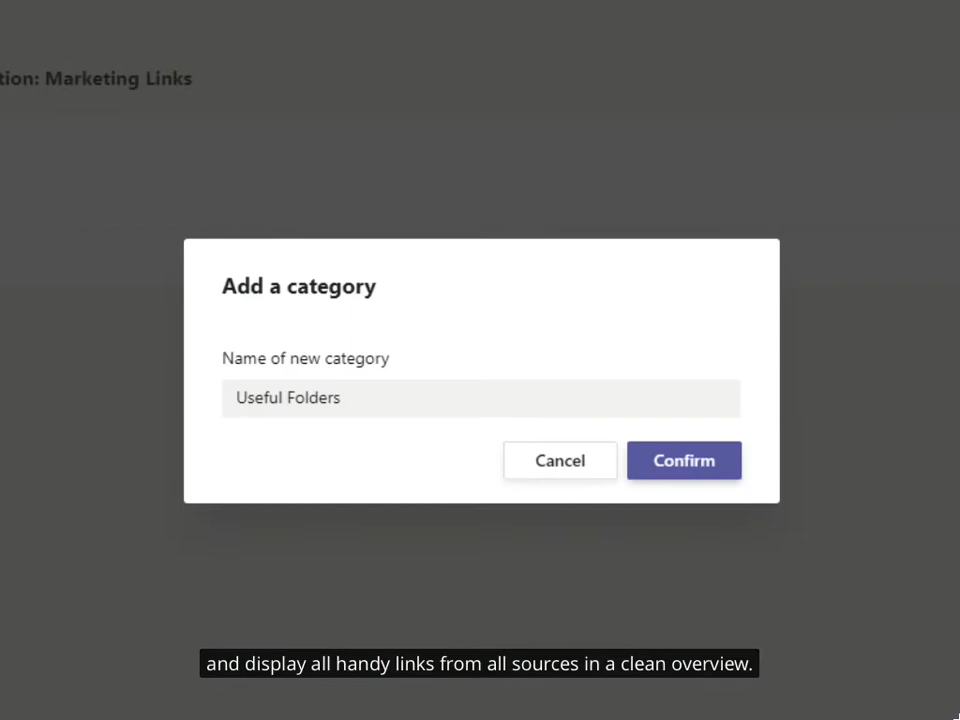 tion: Marketing Links
Add a category
Name of new category
Useful Folders
Cancel
Confirm
and display all handy links from all sources in a clean overview.